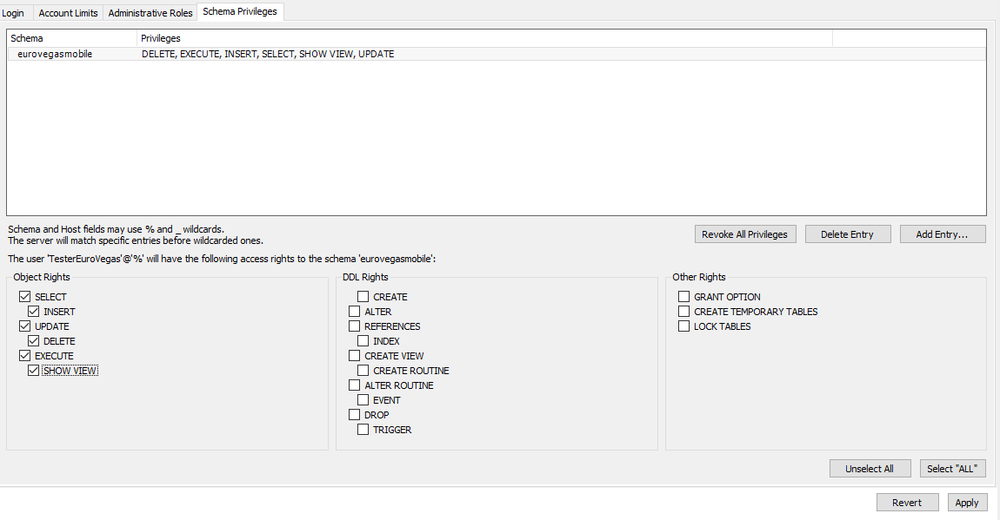 Login Account Limits Administrative Roles Schema Privileges
Schema Privileges
eurovegasmobile DELETE, EXECUTE, INSERT, SELECT, SHOW VIEW, UPDATE
Schema and Host fields may use % and _ wildcards.
The server will match specific entries before wildcarded ones.
Revoke All Privileges Delete Entry Add Entry...
The user 'TesterEuroVegas'@'%' will have the following access rights to the schema 'eurovegasmobile':
Object Rights
SELECT
INSERT
UPDATE
DELETE
EXECUTE
SHOW VIEW
DDL Rights
CREATE
ALTER
REFERENCES
INDEX
CREATE VIEW
CREATE ROUTINE
ALTER ROUTINE
EVENT
DROP
TRIGGER
Other Rights
GRANT OPTION
CREATE TEMPORARY TABLES
LOCK TABLES
Unselect All Select "ALL"
Revert Apply